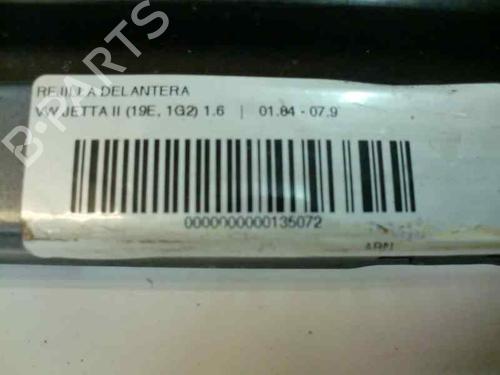 B-PARTS
REJILLA DELANTERA
VW JETTA II (19E, 1G2) 1.6 | 01.84 - 07.9
0000000000135072